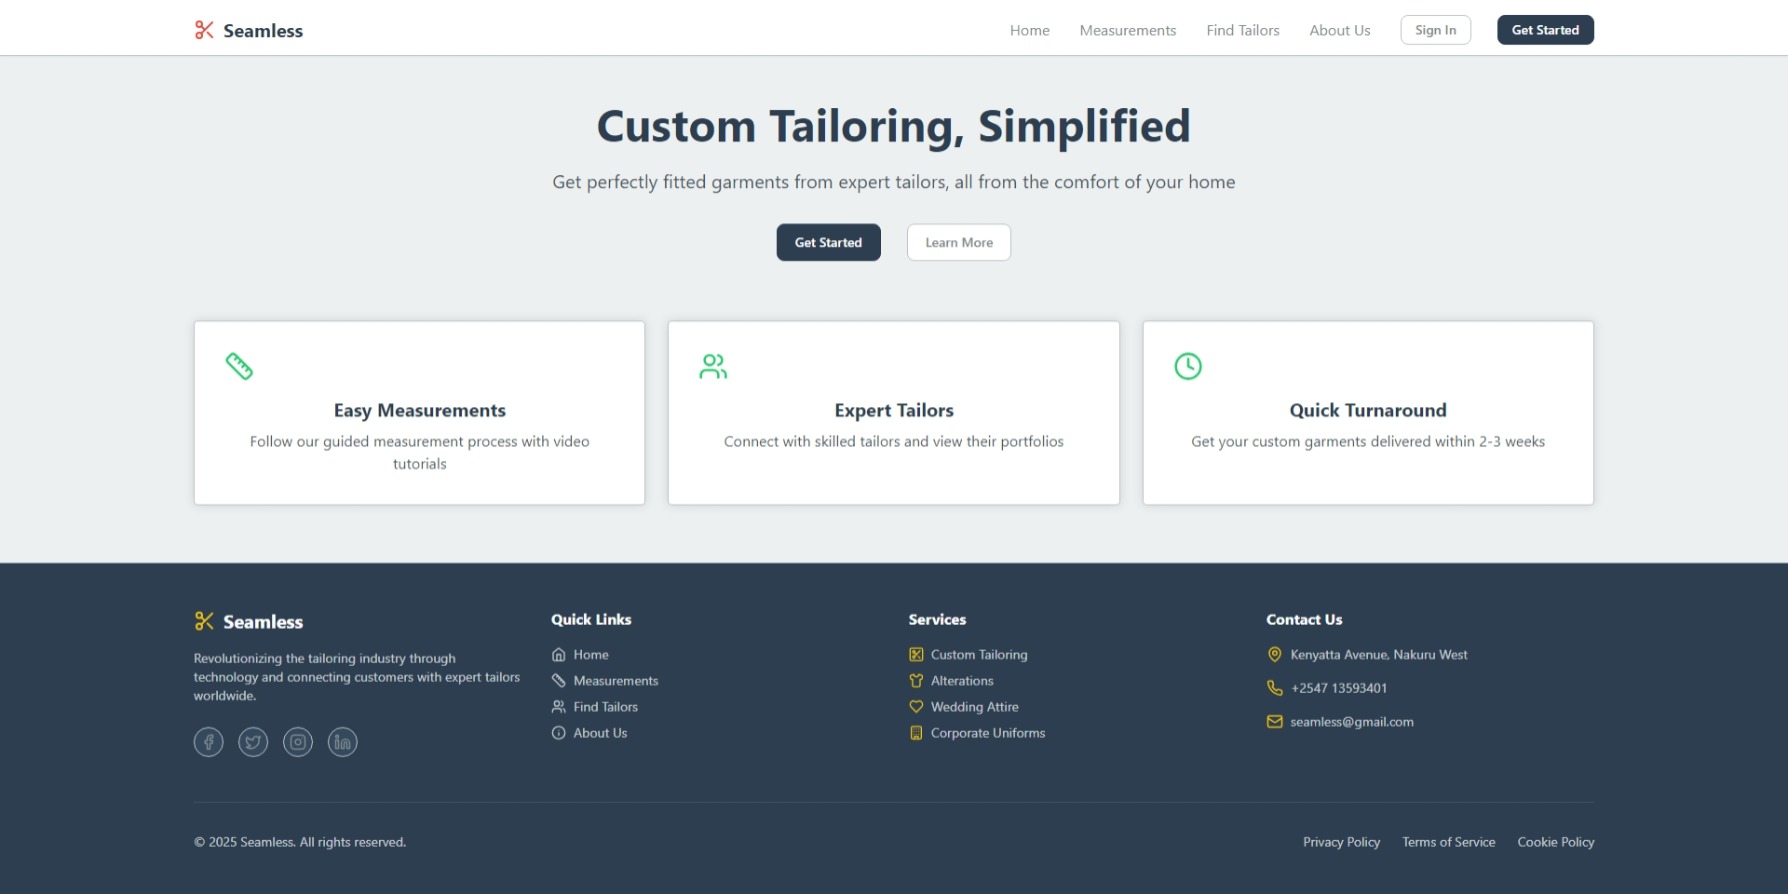 Seamless
Home
Measurements
Find Tailors
About Us
Sign In
Get Started
Custom Tailoring, Simplified
Get perfectly fitted garments from expert tailors, all from the comfort of your home
Get Started
Learn More
Easy Measurements
Follow our guided measurement process with video
tutorials
Expert Tailors
Connect with skilled tailors and view their portfolios
Quick Turnaround
Get your custom garments delivered within 2-3 weeks
Seamless
Revolutionizing the tailoring industry through
technology and connecting customers with expert tailors
worldwide.
Quick Links
Home
Measurements
Find Tailors
About Us
Services
Custom Tailoring
Alterations
Wedding Attire
Corporate Uniforms
Contact Us
Kenyatta Avenue, Nakuru West
+2547 13593401
seamless@gmail.com
© 2025 Seamless. All rights reserved.
Privacy Policy
Terms of Service
Cookie Policy